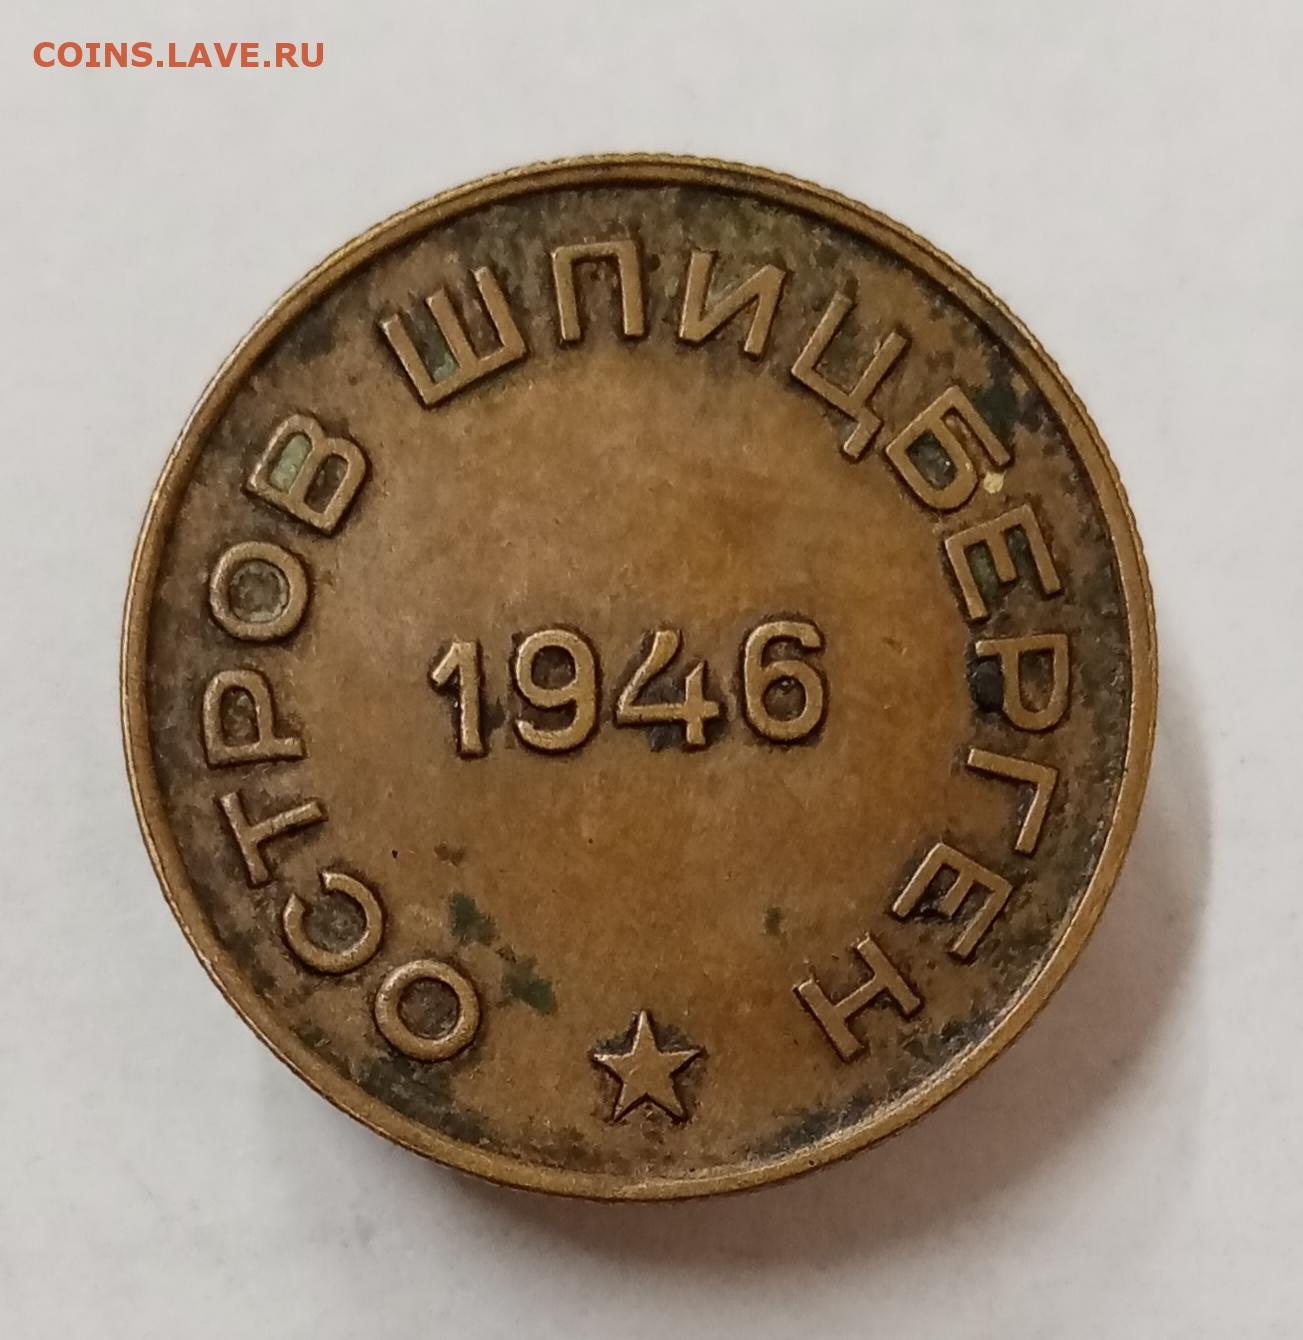 COINS.LAVE.RU
ОСТРОВ ШПИЦБЕРГЕН
1946